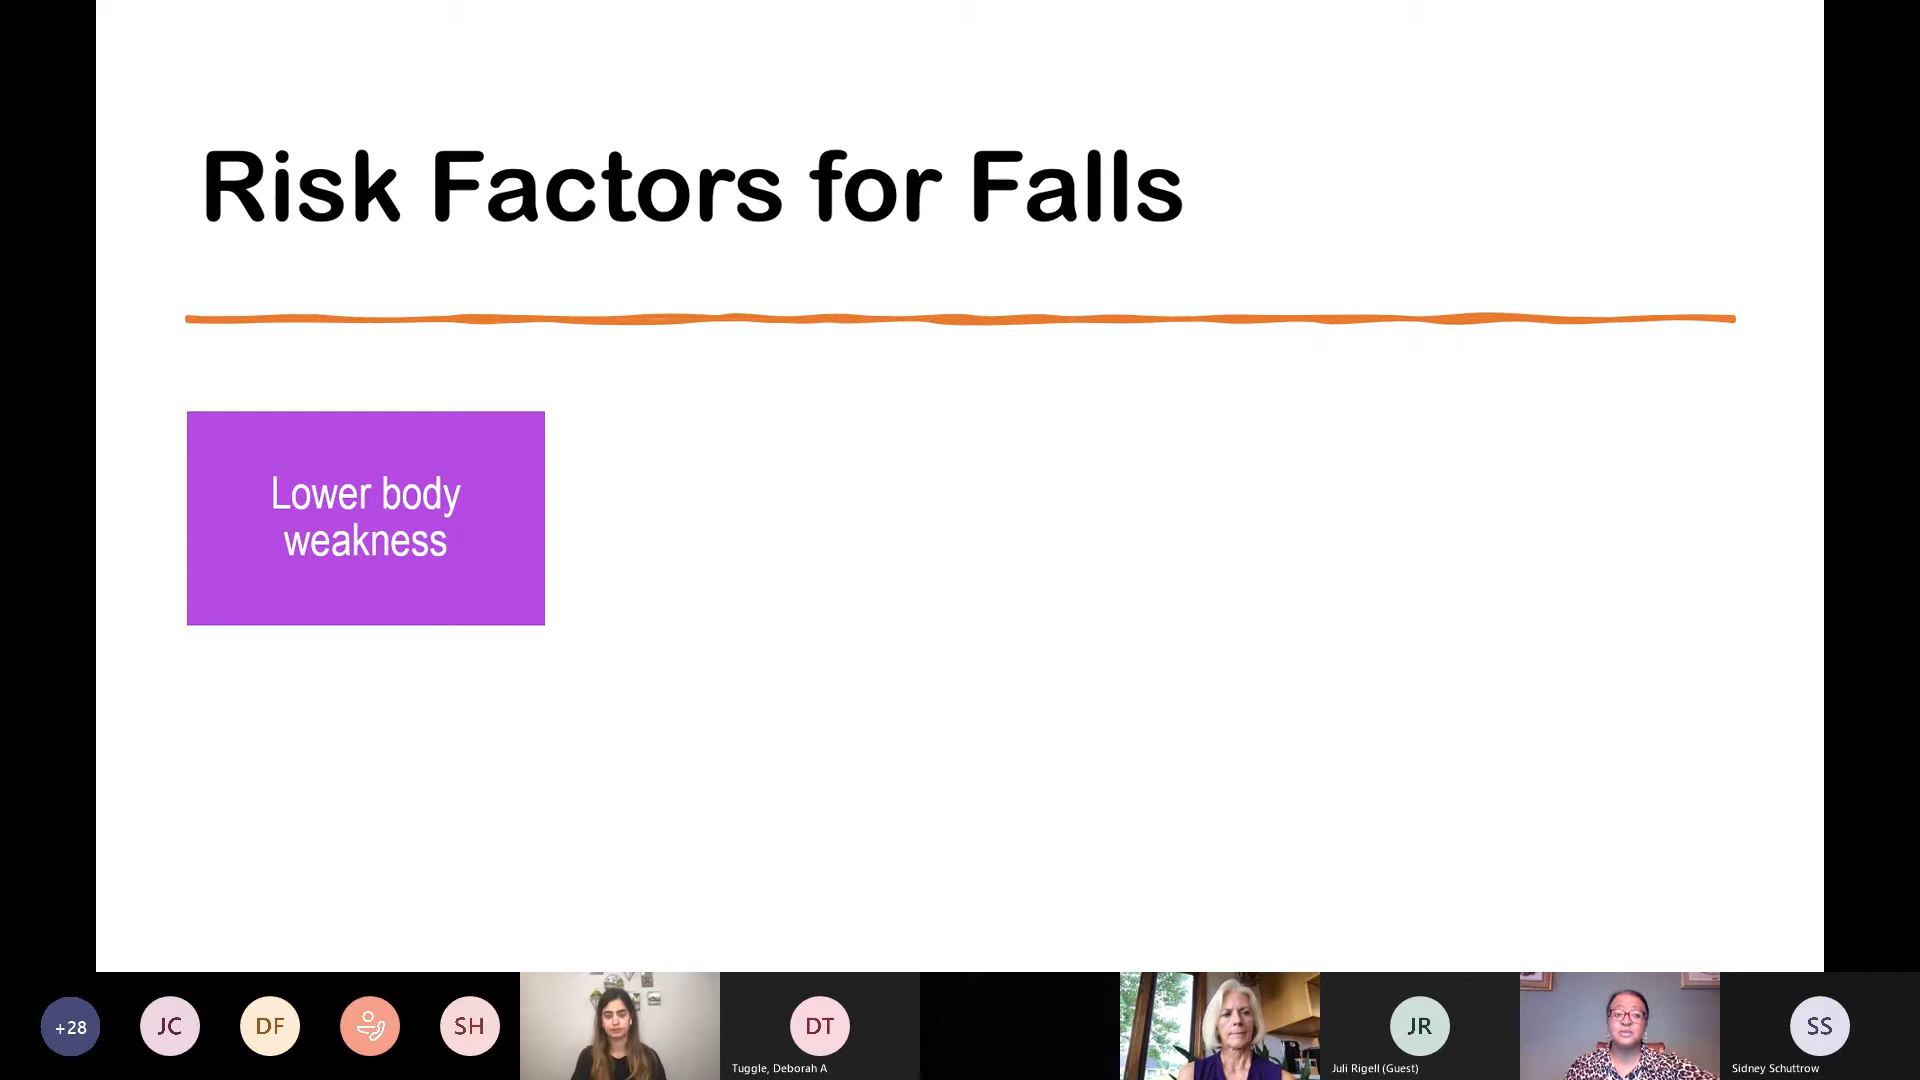 Risk Factors for Falls
Lower body
weakness
+28
JC
DF
SH
DT
Tuggle, Deborah A
JR
Juli Rigell (Guest)
SS
Sidney Schuttrow